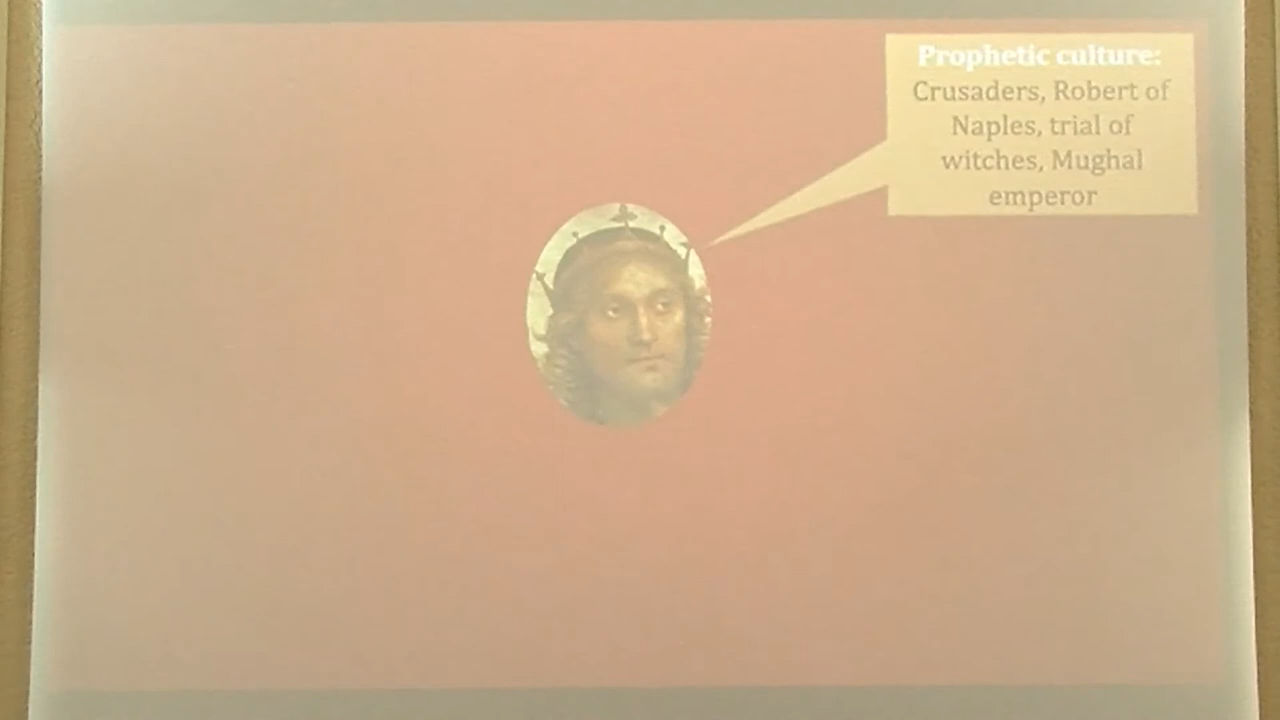 Prophetic culture:
Crusaders, Robert of
Naples, trial of
witches, Mughal
emperor